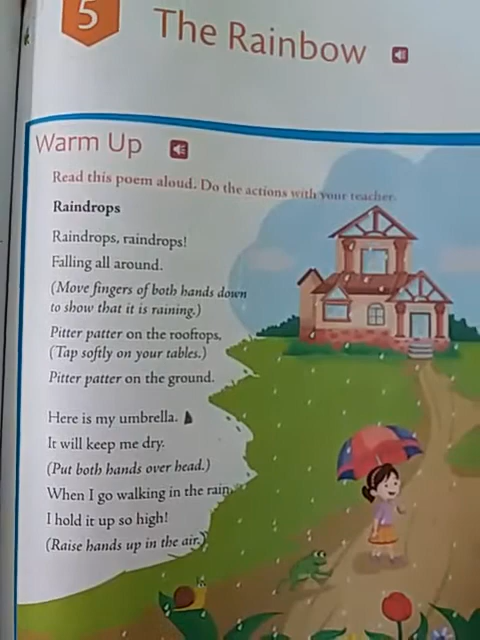 5
The Rainbow
Warm Up
Read this poem aloud. Do the actions with your teacher.
Raindrops
Raindrops, raindrops!
Falling all around.
(Move fingers of both hands down
to show that it is raining.)
Pitter patter on the rooftops,
(Tap softly on your tables.)
Pitter patter on the ground.
Here is my umbrella.
It will keep me dry.
(Put both hands over head.)
When I go walking in the rain,
I hold it up so high!
(Raise hands up in the air.)